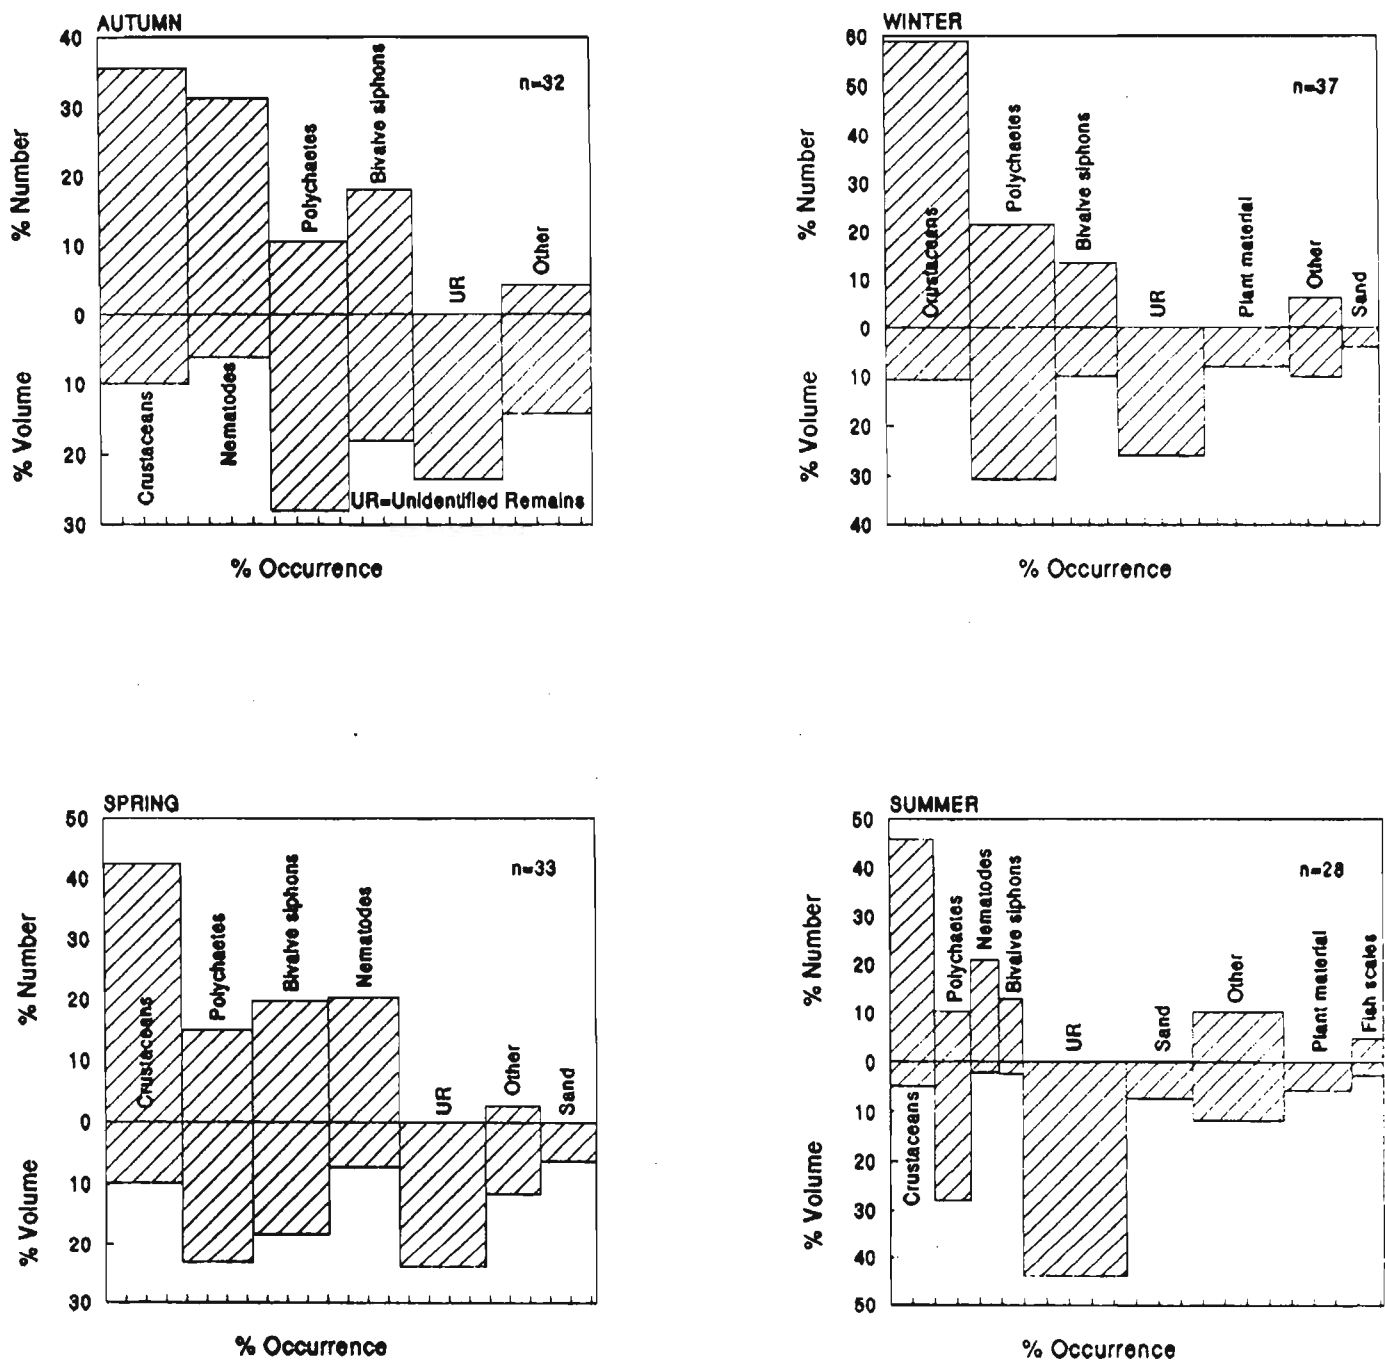 AUTUMN
40
30
20
10
0
10
20
30
% Number
% Volume
n=32
Crustaceans
Nematodes
Polychaetes
Bivalve siphons
UR
Other
UR=Unidentified Remains
% Occurrence
WINTER
60
50
40
30
20
10
0
10
20
30
40
% Number
% Volume
n=37
Crustaceans
Polychaetes
Bivalve siphons
UR
Plant material
Other
Sand
% Occurrence
SPRING
50
40
30
20
10
0
10
20
30
% Number
% Volume
n=33
Crustaceans
Polychaetes
Bivalve siphons
Nematodes
UR
Other
Sand
% Occurrence
SUMMER
50
40
30
20
10
0
10
20
30
40
50
% Number
% Volume
n=28
Crustaceans
Polychaetes
Nematodes
Bivalve siphons
UR
Sand
Other
Plant material
Fish scales
% Occurrence